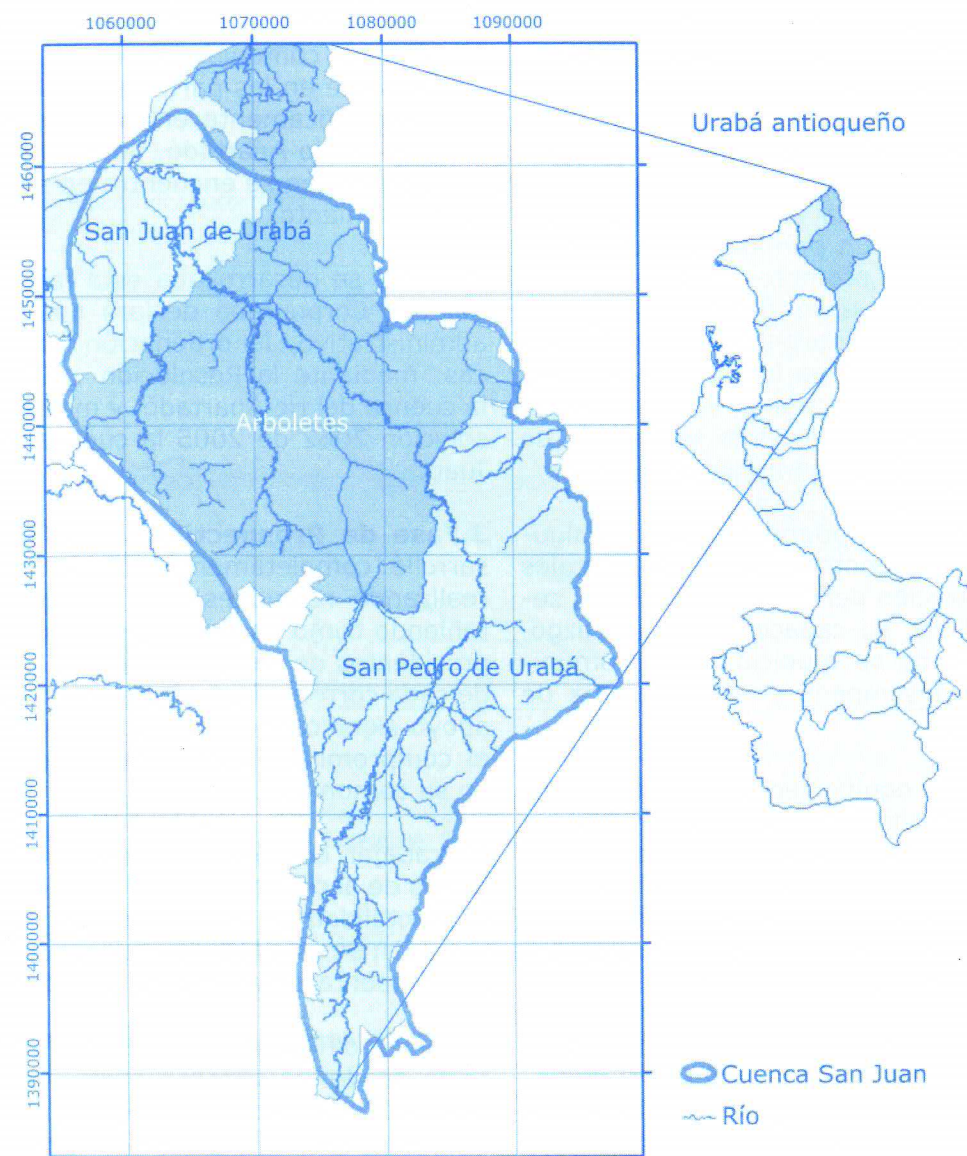 1060000 1070000 1080000 1090000
Urabá antioqueño
1460000
San Juan de Urabá
1450000
Arboletes
1440000
1430000
San Pedro de Urabá
1420000
1410000
1400000
1390000
Cuenca San Juan
Río